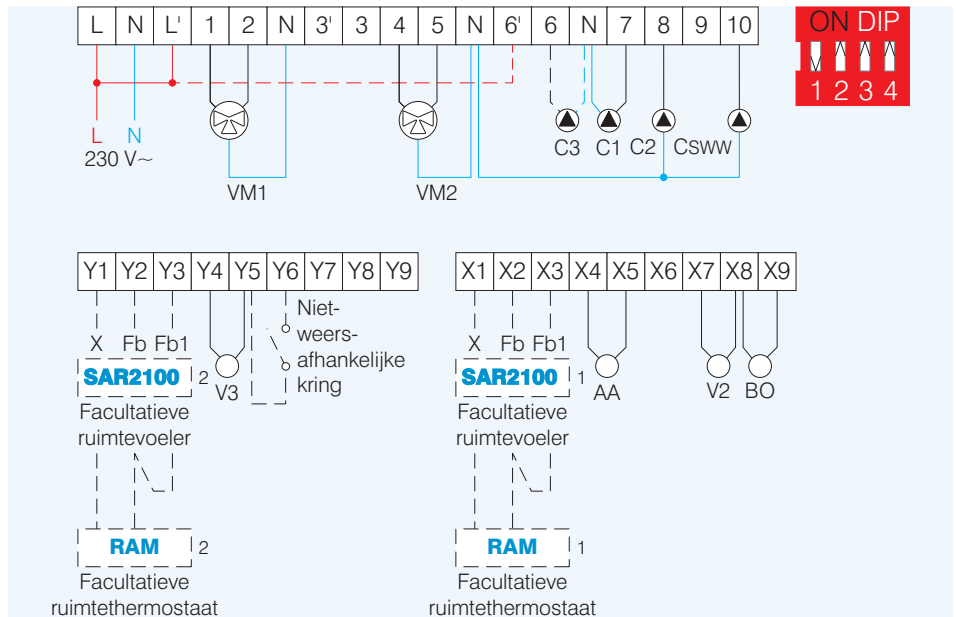 L N L' 1 2 N 3' 3 4 5 N 6' 6 N 7 8 9 10
ON DIP
1 2 3 4
L N
230 V~
VM1
VM2
C3 C1 C2 CSWW
Y1 Y2 Y3 Y4 Y5 Y6 Y7 Y8 Y9
X Fb Fb1
SAR2100 2
Facultatieve
ruimtevoeler
V3
Niet-
weers-
afhankelijke
kring
RAM 2
Facultatieve
ruimtethermostaat
X1 X2 X3 X4 X5 X6 X7 X8 X9
X Fb Fb1
SAR2100 1
Facultatieve
ruimtevoeler
AA
V2 BO
RAM 1
Facultatieve
ruimtethermostaat